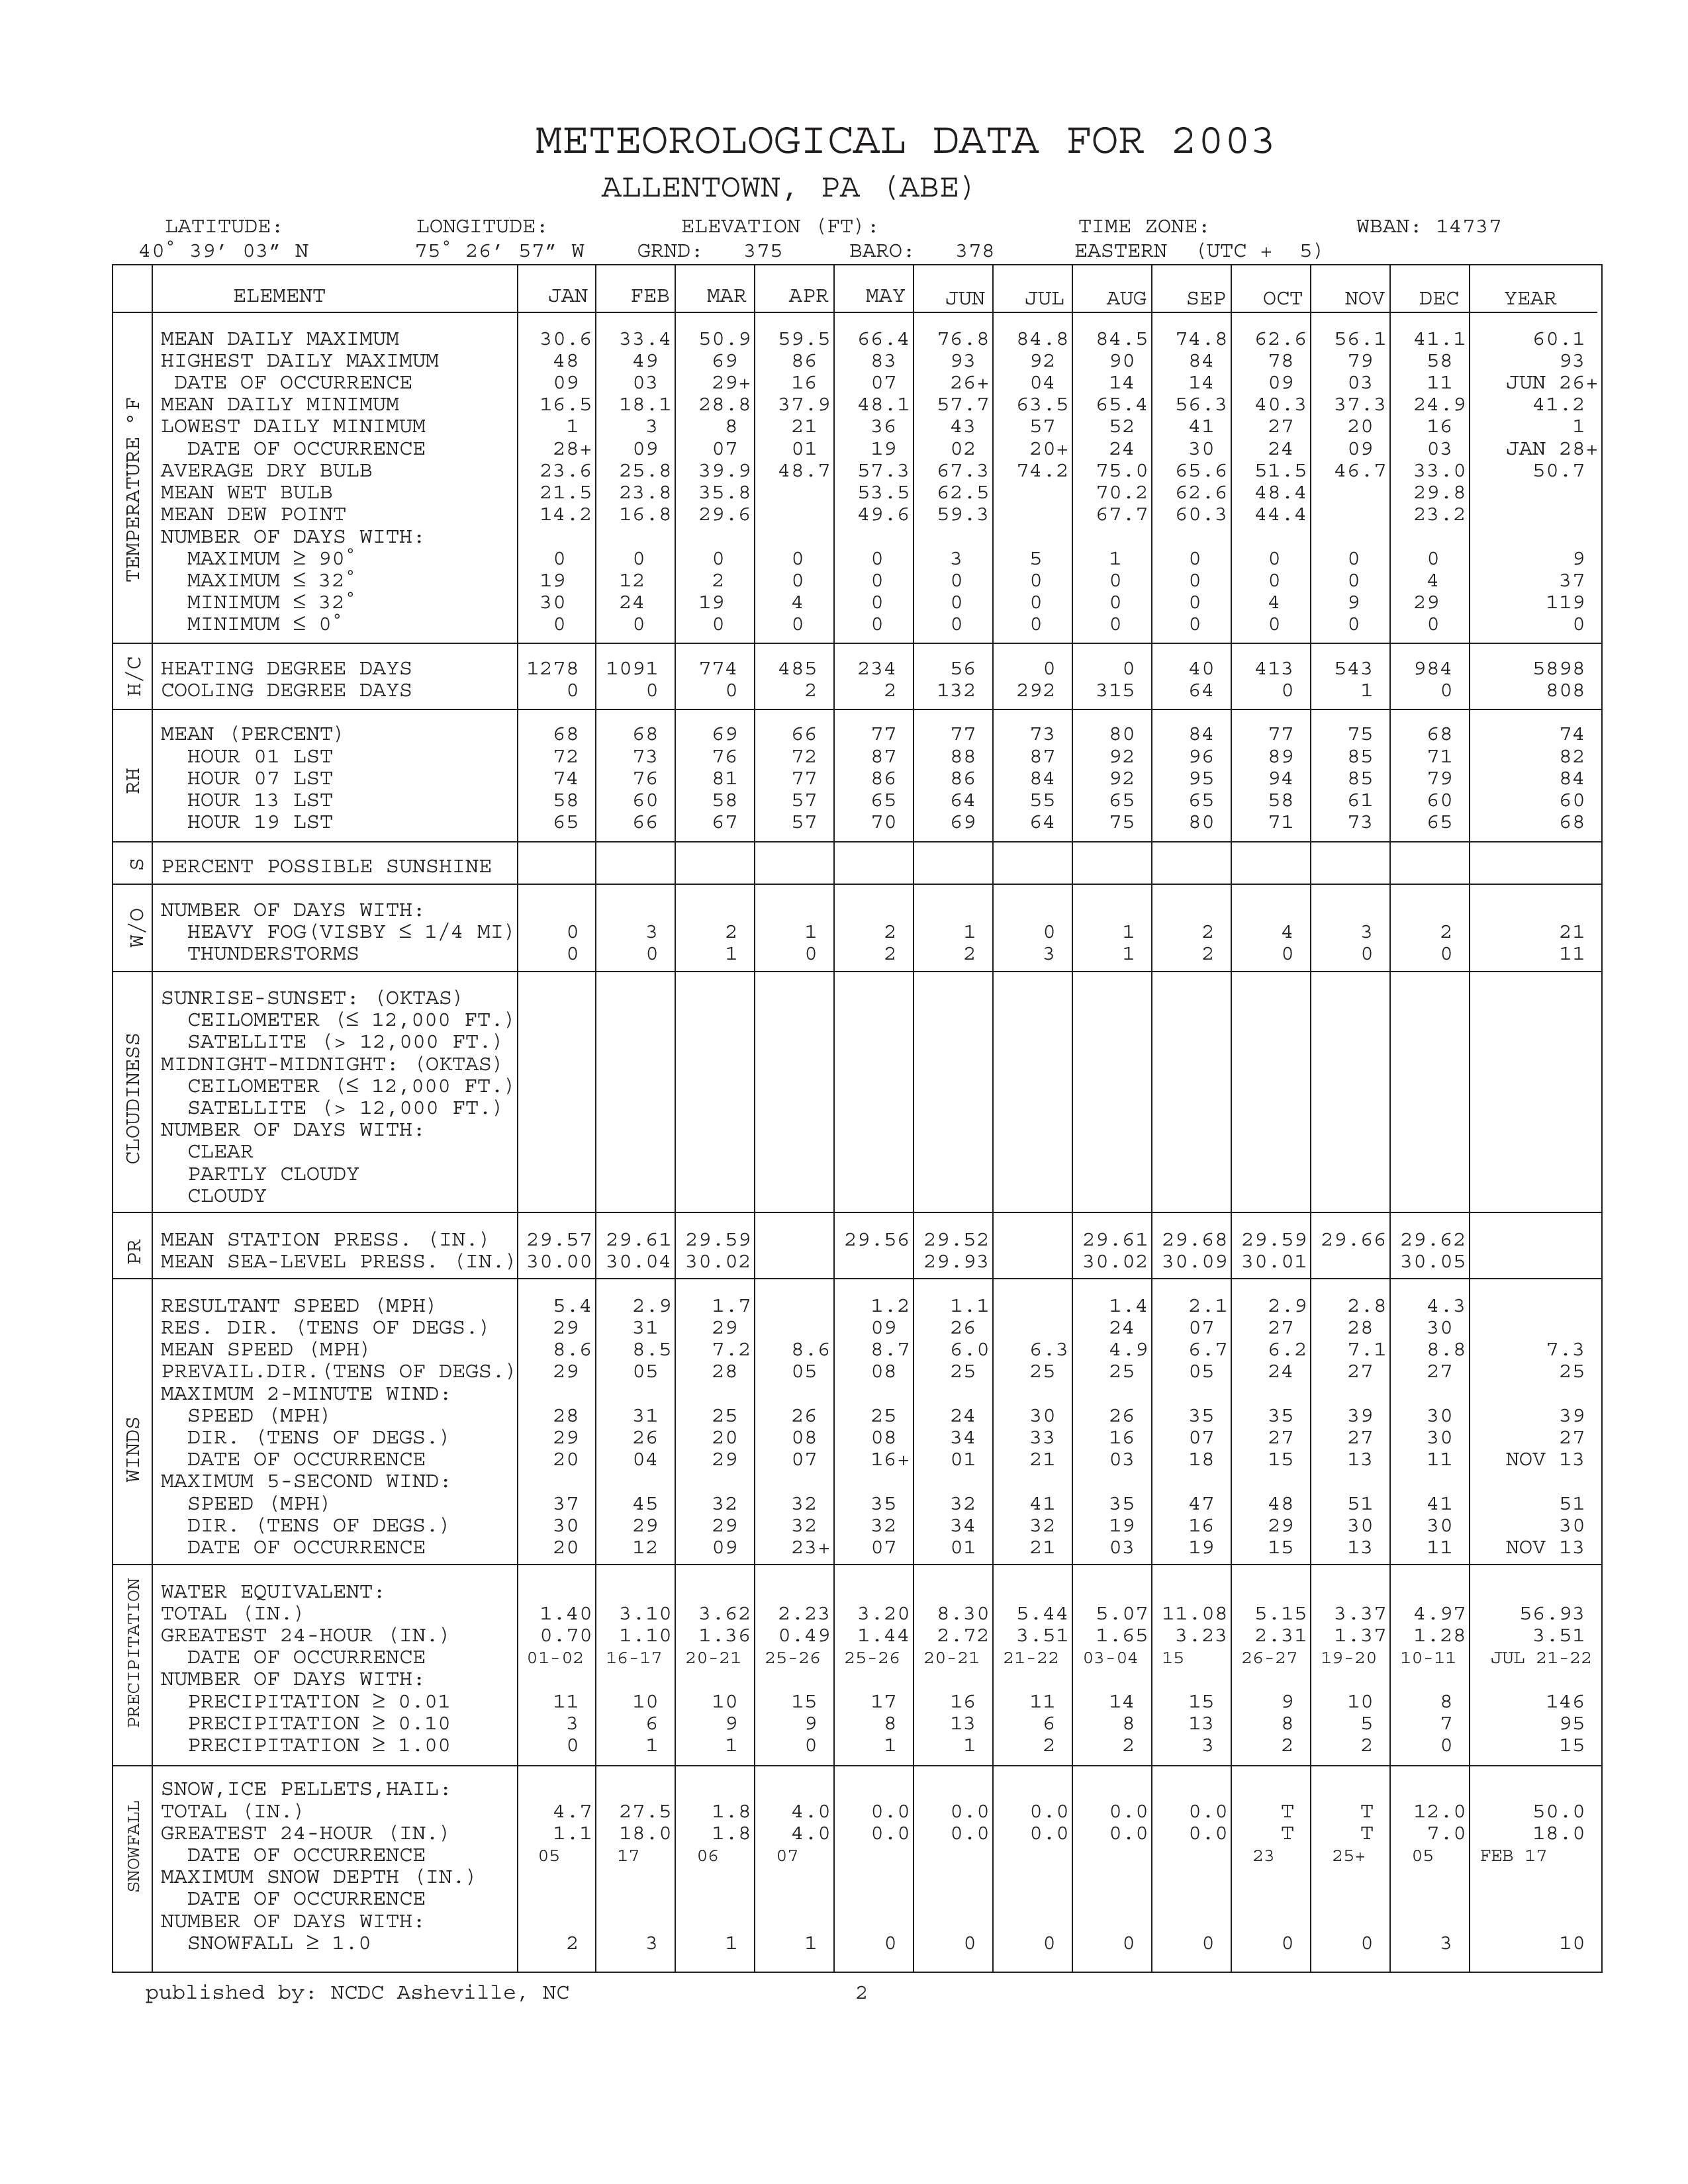 METEOROLOGICAL DATA FOR 2003
ALLENTOWN, PA (ABE)
LATITUDE: LONGITUDE: ELEVATION (FT): TIME ZONE: WBAN: 14737
40° 39′ 03″ N 75° 26′ 57″ W GRND: 375 BARO: 378 EASTERN (UTC + 5)
ELEMENT JAN FEB MAR APR MAY JUN JUL AUG SEP OCT NOV DEC YEAR
TEMPERATURE °F
MEAN DAILY MAXIMUM 30.6 33.4 50.9 59.5 66.4 76.8 84.8 84.5 74.8 62.6 56.1 41.1 60.1
HIGHEST DAILY MAXIMUM 48 49 69 86 83 93 92 90 84 78 79 58 93
DATE OF OCCURRENCE 09 03 29+ 16 07 26+ 04 14 14 09 03 11 JUN 26+
MEAN DAILY MINIMUM 16.5 18.1 28.8 37.9 48.1 57.7 63.5 65.4 56.3 40.3 37.3 24.9 41.2
LOWEST DAILY MINIMUM 1 3 8 21 36 43 57 52 41 27 20 16 1
DATE OF OCCURRENCE 28+ 09 07 01 19 02 20+ 24 30 24 09 03 JAN 28+
AVERAGE DRY BULB 23.6 25.8 39.9 48.7 57.3 67.3 74.2 75.0 65.6 51.5 46.7 33.0 50.7
MEAN WET BULB 21.5 23.8 35.8 53.5 62.5 70.2 62.6 48.4 29.8
MEAN DEW POINT 14.2 16.8 29.6 49.6 59.3 67.7 60.3 44.4 23.2
NUMBER OF DAYS WITH:
MAXIMUM ≥ 90° 0 0 0 0 0 3 5 1 0 0 0 0 9
MAXIMUM ≤ 32° 19 12 2 0 0 0 0 0 0 0 0 4 37
MINIMUM ≤ 32° 30 24 19 4 0 0 0 0 0 4 9 29 119
MINIMUM ≤ 0° 0 0 0 0 0 0 0 0 0 0 0 0 0
H/C
HEATING DEGREE DAYS 1278 1091 774 485 234 56 0 0 40 413 543 984 5898
COOLING DEGREE DAYS 0 0 0 2 2 132 292 315 64 0 1 0 808
RH
MEAN (PERCENT) 68 68 69 66 77 77 73 80 84 77 75 68 74
HOUR 01 LST 72 73 76 72 87 88 87 92 96 89 85 71 82
HOUR 07 LST 74 76 81 77 86 86 84 92 95 94 85 79 84
HOUR 13 LST 58 60 58 57 65 64 55 65 65 58 61 60 60
HOUR 19 LST 65 66 67 57 70 69 64 75 80 71 73 65 68
S
PERCENT POSSIBLE SUNSHINE
W/O
NUMBER OF DAYS WITH:
HEAVY FOG(VISBY ≤ 1/4 MI) 0 3 2 1 2 1 0 1 2 4 3 2 21
THUNDERSTORMS 0 0 1 0 2 2 3 1 2 0 0 0 11
CLOUDINESS
SUNRISE-SUNSET: (OKTAS)
CEILOMETER (≤ 12,000 FT.)
SATELLITE (> 12,000 FT.)
MIDNIGHT-MIDNIGHT: (OKTAS)
CEILOMETER (≤ 12,000 FT.)
SATELLITE (> 12,000 FT.)
NUMBER OF DAYS WITH:
CLEAR
PARTLY CLOUDY
CLOUDY
PR
MEAN STATION PRESS. (IN.) 29.57 29.61 29.59 29.56 29.52 29.61 29.68 29.59 29.66 29.62
MEAN SEA-LEVEL PRESS. (IN.) 30.00 30.04 30.02 29.93 30.02 30.09 30.01 30.05
WINDS
RESULTANT SPEED (MPH) 5.4 2.9 1.7 1.2 1.1 1.4 2.1 2.9 2.8 4.3
RES. DIR. (TENS OF DEGS.) 29 31 29 09 26 24 07 27 28 30
MEAN SPEED (MPH) 8.6 8.5 7.2 8.6 8.7 6.0 6.3 4.9 6.7 6.2 7.1 8.8 7.3
PREVAIL.DIR.(TENS OF DEGS.) 29 05 28 05 08 25 25 25 05 24 27 27 25
MAXIMUM 2-MINUTE WIND:
SPEED (MPH) 28 31 25 26 25 24 30 26 35 35 39 30 39
DIR. (TENS OF DEGS.) 29 26 20 08 08 34 33 16 07 27 27 30 27
DATE OF OCCURRENCE 20 04 29 07 16+ 01 21 03 18 15 13 11 NOV 13
MAXIMUM 5-SECOND WIND:
SPEED (MPH) 37 45 32 32 35 32 41 35 47 48 51 41 51
DIR. (TENS OF DEGS.) 30 29 29 32 32 34 32 19 16 29 30 30 30
DATE OF OCCURRENCE 20 12 09 23+ 07 01 21 03 19 15 13 11 NOV 13
PRECIPITATION
WATER EQUIVALENT:
TOTAL (IN.) 1.40 3.10 3.62 2.23 3.20 8.30 5.44 5.07 11.08 5.15 3.37 4.97 56.93
GREATEST 24-HOUR (IN.) 0.70 1.10 1.36 0.49 1.44 2.72 3.51 1.65 3.23 2.31 1.37 1.28 3.51
DATE OF OCCURRENCE 01-02 16-17 20-21 25-26 25-26 20-21 21-22 03-04 15 26-27 19-20 10-11 JUL 21-22
NUMBER OF DAYS WITH:
PRECIPITATION ≥ 0.01 11 10 10 15 17 16 11 14 15 9 10 8 146
PRECIPITATION ≥ 0.10 3 6 9 9 8 13 6 8 13 8 5 7 95
PRECIPITATION ≥ 1.00 0 1 1 0 1 1 2 2 3 2 2 0 15
SNOWFALL
SNOW,ICE PELLETS,HAIL:
TOTAL (IN.) 4.7 27.5 1.8 4.0 0.0 0.0 0.0 0.0 0.0 T T 12.0 50.0
GREATEST 24-HOUR (IN.) 1.1 18.0 1.8 4.0 0.0 0.0 0.0 0.0 0.0 T T 7.0 18.0
DATE OF OCCURRENCE 05 17 06 07 23 25+ 05 FEB 17
MAXIMUM SNOW DEPTH (IN.)
DATE OF OCCURRENCE
NUMBER OF DAYS WITH:
SNOWFALL ≥ 1.0 2 3 1 1 0 0 0 0 0 0 0 3 10
published by: NCDC Asheville, NC 2